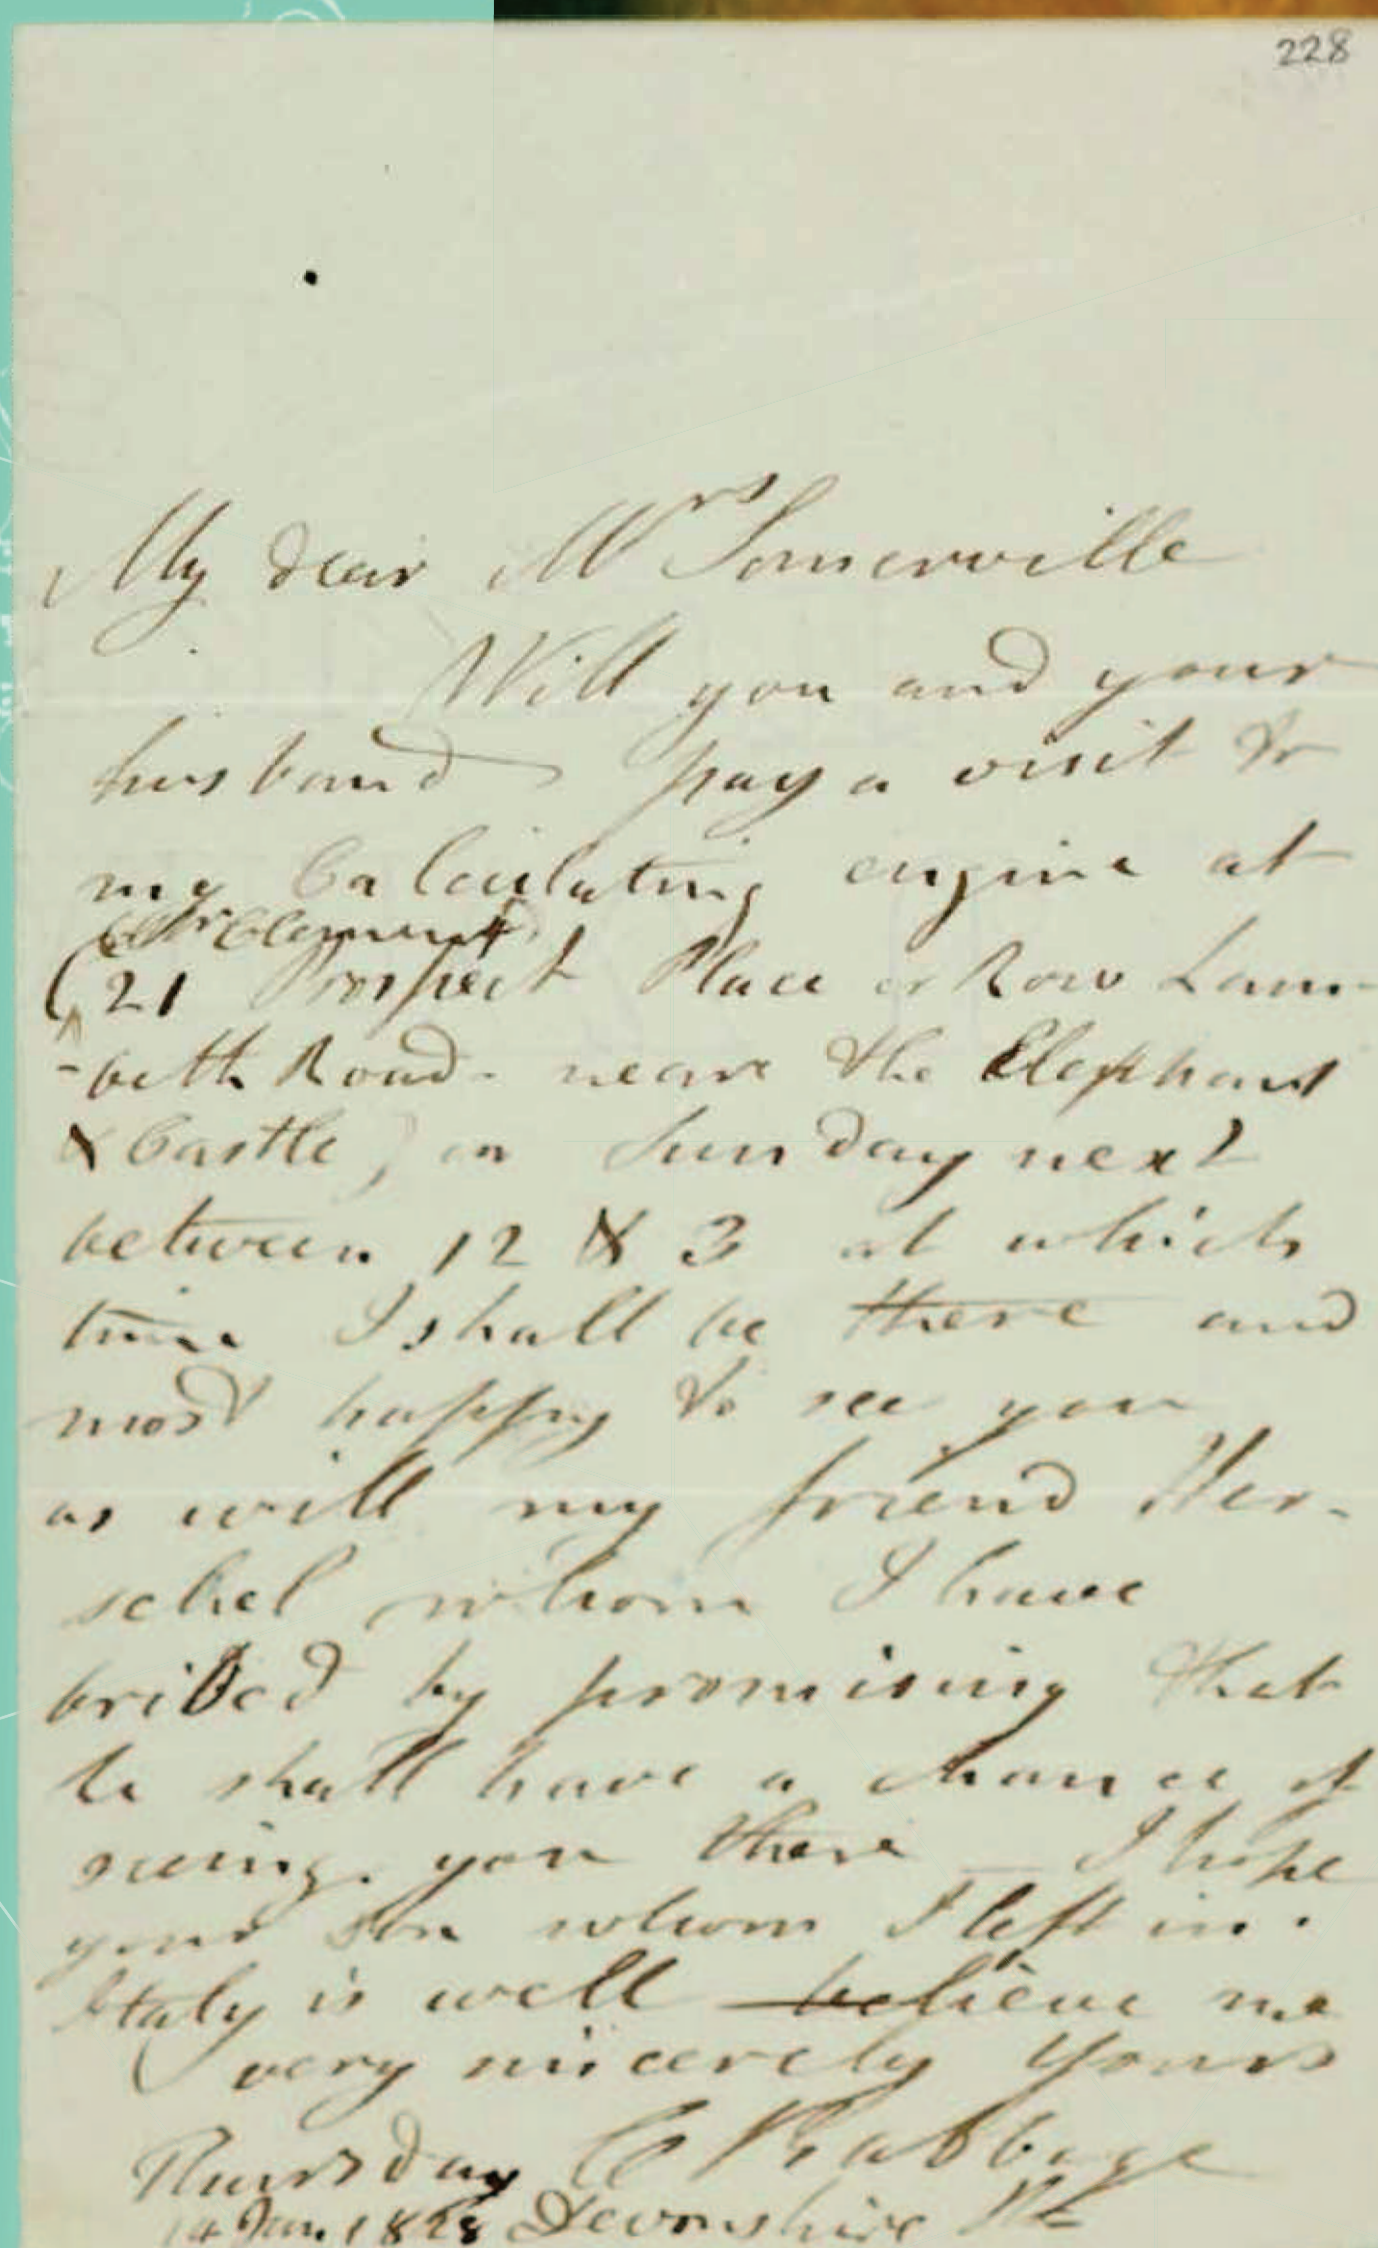 228
My dear Mrs Somerville
Will you and your
husband pay a visit to
my Calculating engine at
(Mr Clement
(21 Prospect Place or Row Lam-
-beth Road - near the Elephant
& Castle) on Sunday next
between 12 & 3 at which
time I shall be there and
most happy to see you
as will my friend Her-
schel whom I have
bribed by promising that
he shall have a chance of
seeing you there _ I hope
your son whom I left in
Italy is well believe me
very sincerely yours
C Babbage
Thursday
Jan. Devonshire St